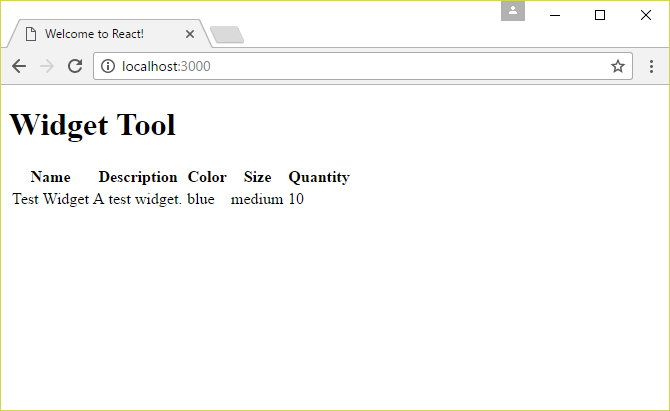 Welcome to React!
localhost:3000
Widget Tool
Name Description Color Size Quantity
Test Widget A test widget. blue medium 10